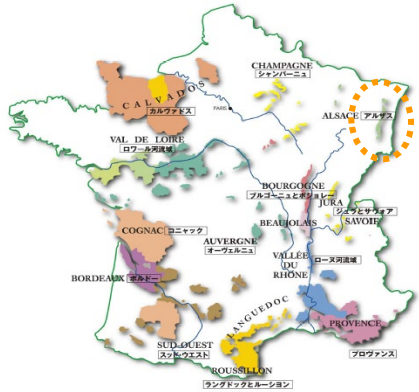 CHAMPAGNE
シャンパーニュ
CALVADOS
カルヴァドス
PARIS
ALSACE アルザス
VAL DE LOIRE
ロワール河流域
BOURGOGNE
ブルゴーニュとボジョレー
JURA ジュラとサヴォア
SAVOIE
BEAUJOLAIS
COGNAC コニャック
AUVERGNE
オーヴェルニュ
VALLÉE
DU
RHÔNE
ローヌ河流域
BORDEAUX ボルドー
LANGUEDOC
PROVENCE
プロヴァンス
SUD-OUEST
スッド・ウエスト
ROUSSILLON
ラングドックとルーション